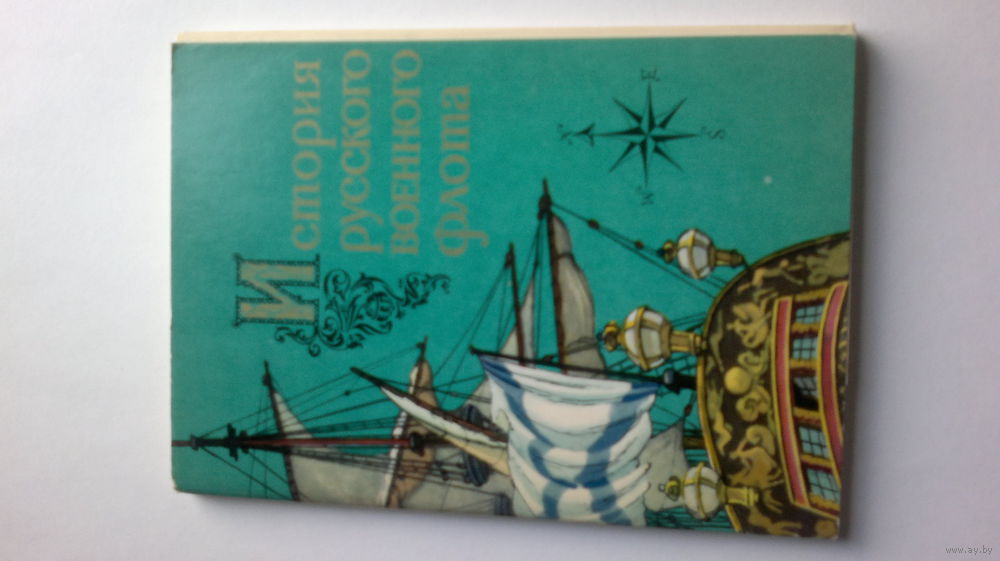 История
русского
военного
флота
N
E
S
W
www.ay.by